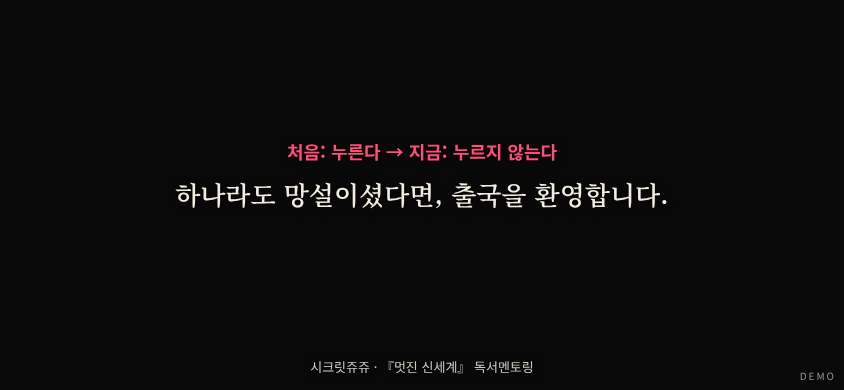 처음: 누른다 → 지금: 누르지 않는다
하나라도 망설이셨다면, 출국을 환영합니다.
시크릿쥬쥬 · 『멋진 신세계』 독서멘토링
DEMO